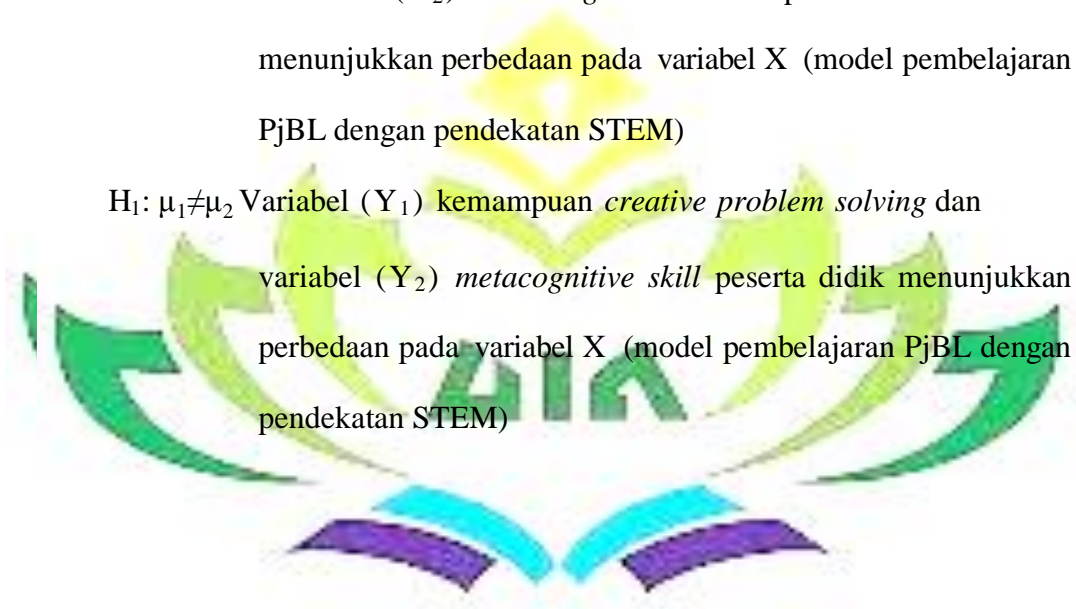 menunjukkan perbedaan pada variabel X (model pembelajaran
PjBL dengan pendekatan STEM)
H₁: μ₁≠μ₂ Variabel (Y₁) kemampuan creative problem solving dan
variabel (Y₂) metacognitive skill peserta didik menunjukkan
perbedaan pada variabel X (model pembelajaran PjBL dengan
pendekatan STEM)